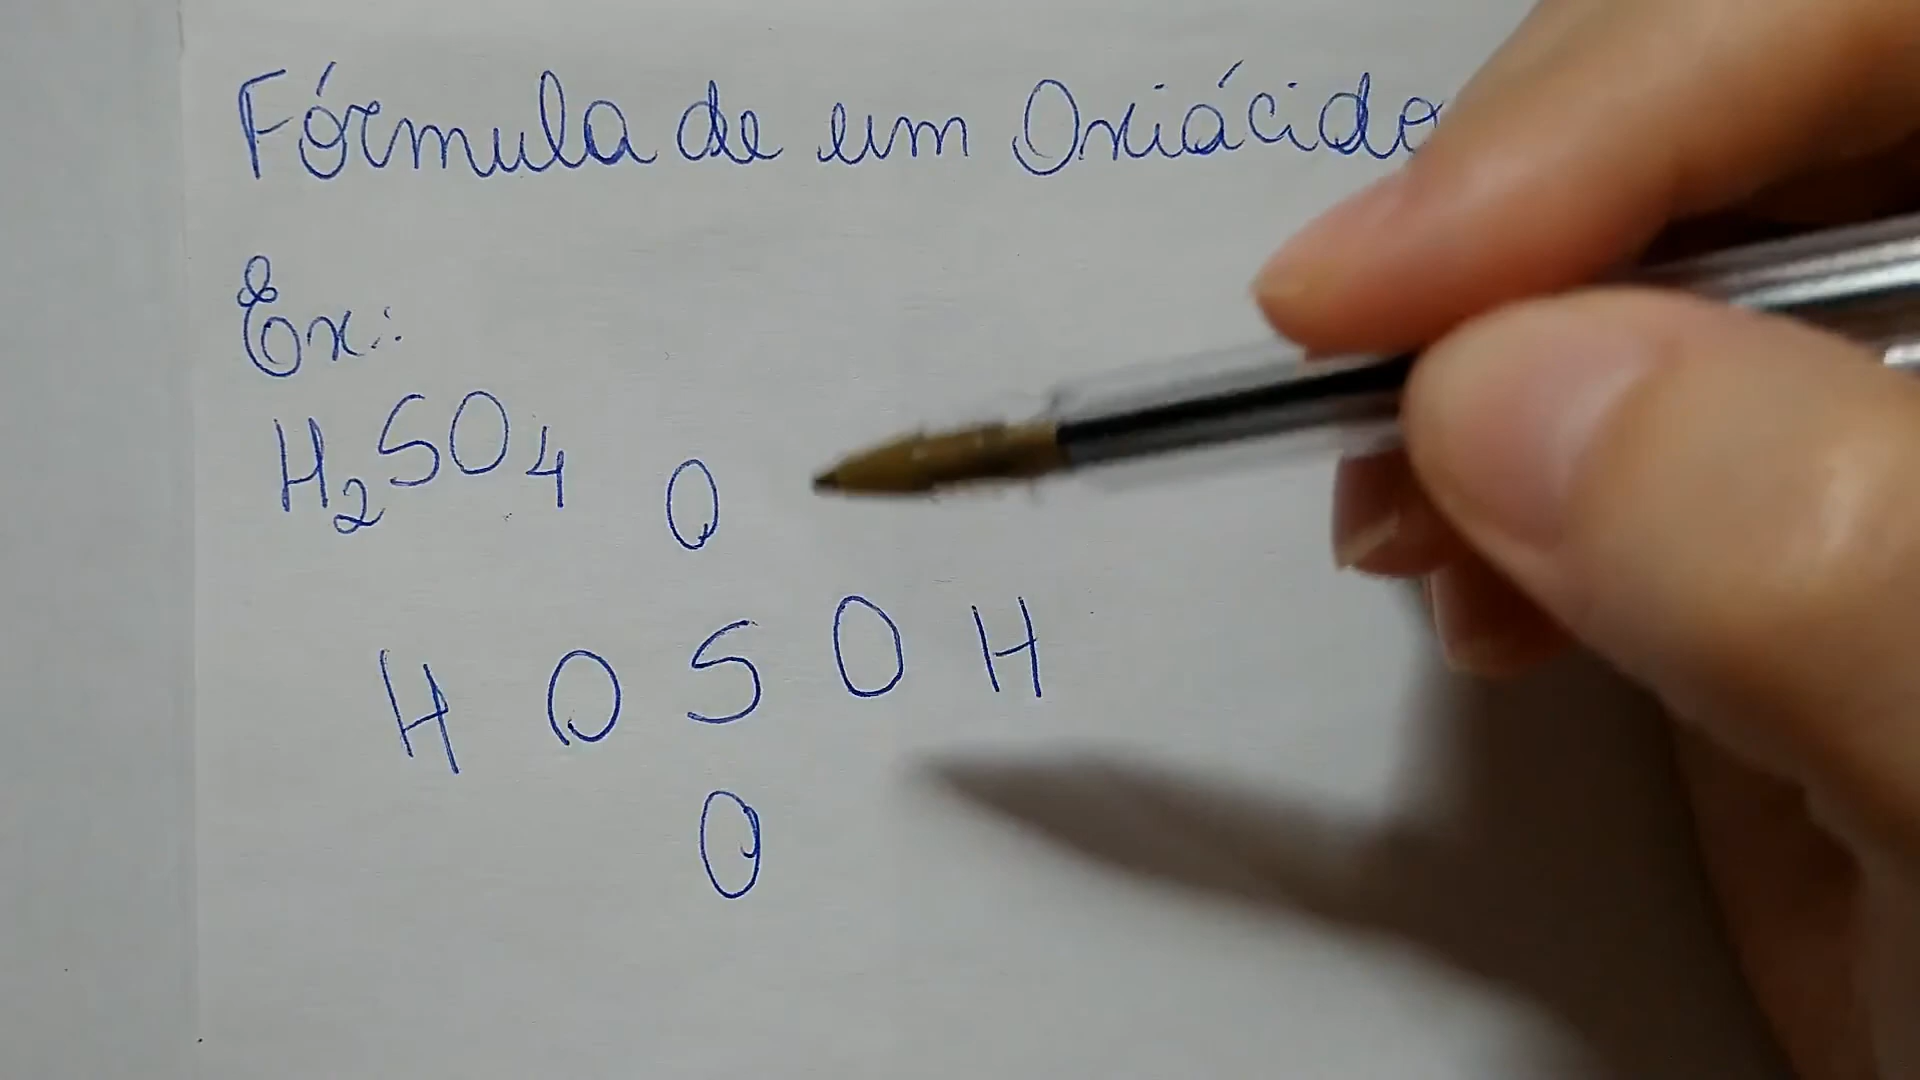 Fórmula de um Oxiácido
Ex:
H₂SO₄
O
H O S O H
O